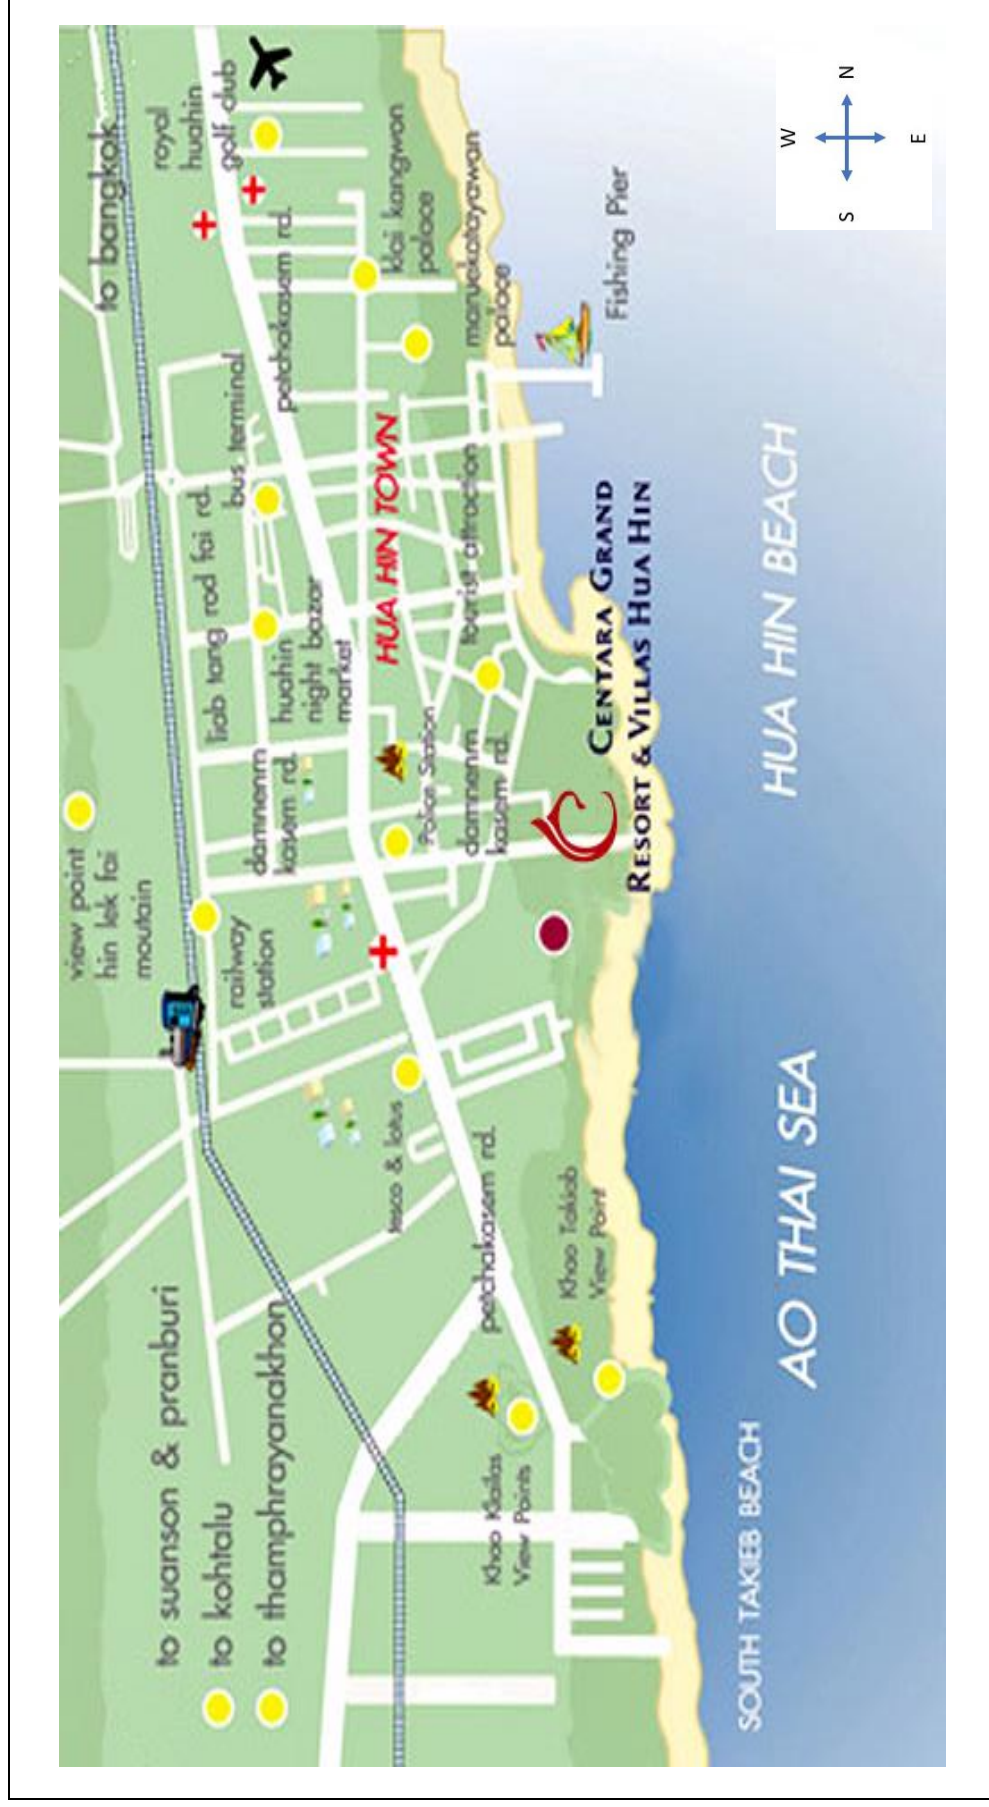 to bangkok
royal
huahin
golf club
petchakasem rd.
klai kangwon
palace
maruekatayawan
palace
Fishing Pier
bus terminal
liab tang rod fai rd.
HUA HIN TOWN
tourist attraction
huahin
night bazar
market
damnenrn
kasem rd.
Police Station
damnenrn
kasem rd.
CENTARA GRAND
RESORT & VILLAS HUA HIN
HUA HIN BEACH
view point
hin lek fai
moutain
railway
station
tesco & lotus
petchakasem rd.
Khao Takiab
View Point
AO THAI SEA
to suanson & pranburi
to kohtalu
to thamphrayanakhon
Khao Klailas
View Points
SOUTH TAKIEB BEACH
N
W
E
S